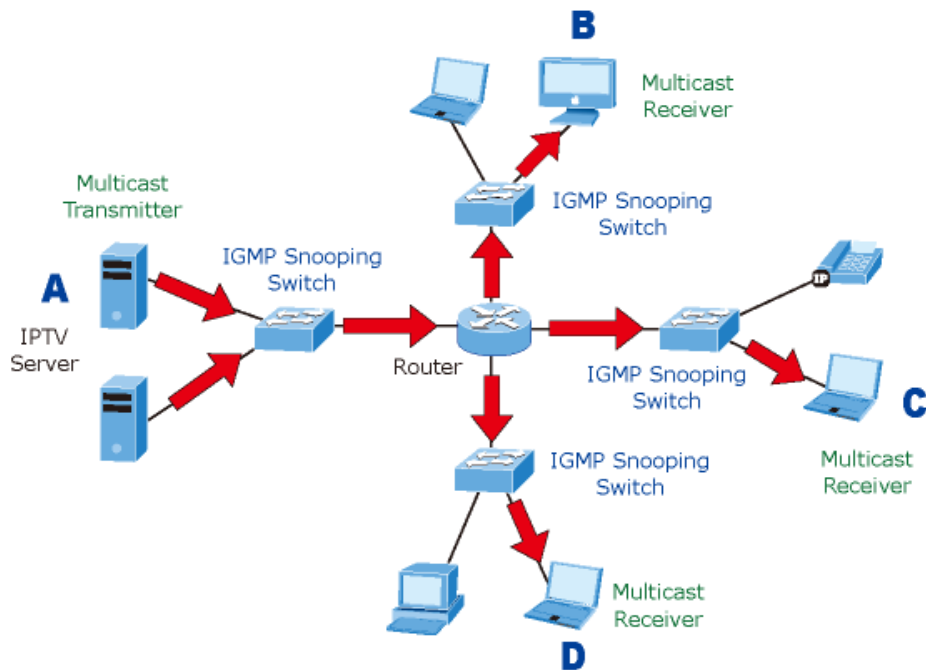 B
Multicast
Receiver
Multicast
Transmitter
IGMP Snooping
Switch
IGMP Snooping
Switch
A
IPTV
Server
IP
Router
IGMP Snooping
Switch
C
IGMP Snooping
Switch
Multicast
Receiver
Multicast
Receiver
D